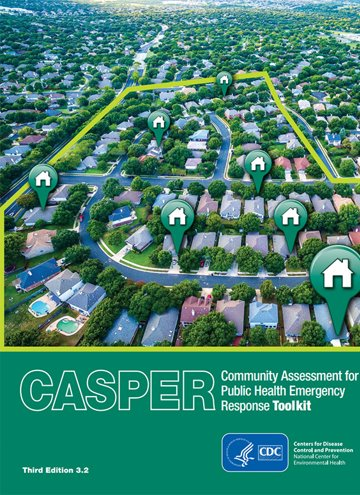 CASPER
Community Assessment for
Public Health Emergency
Response Toolkit
CDC
Centers for Disease
Control and Prevention
National Center for
Environmental Health
Third Edition 3.2